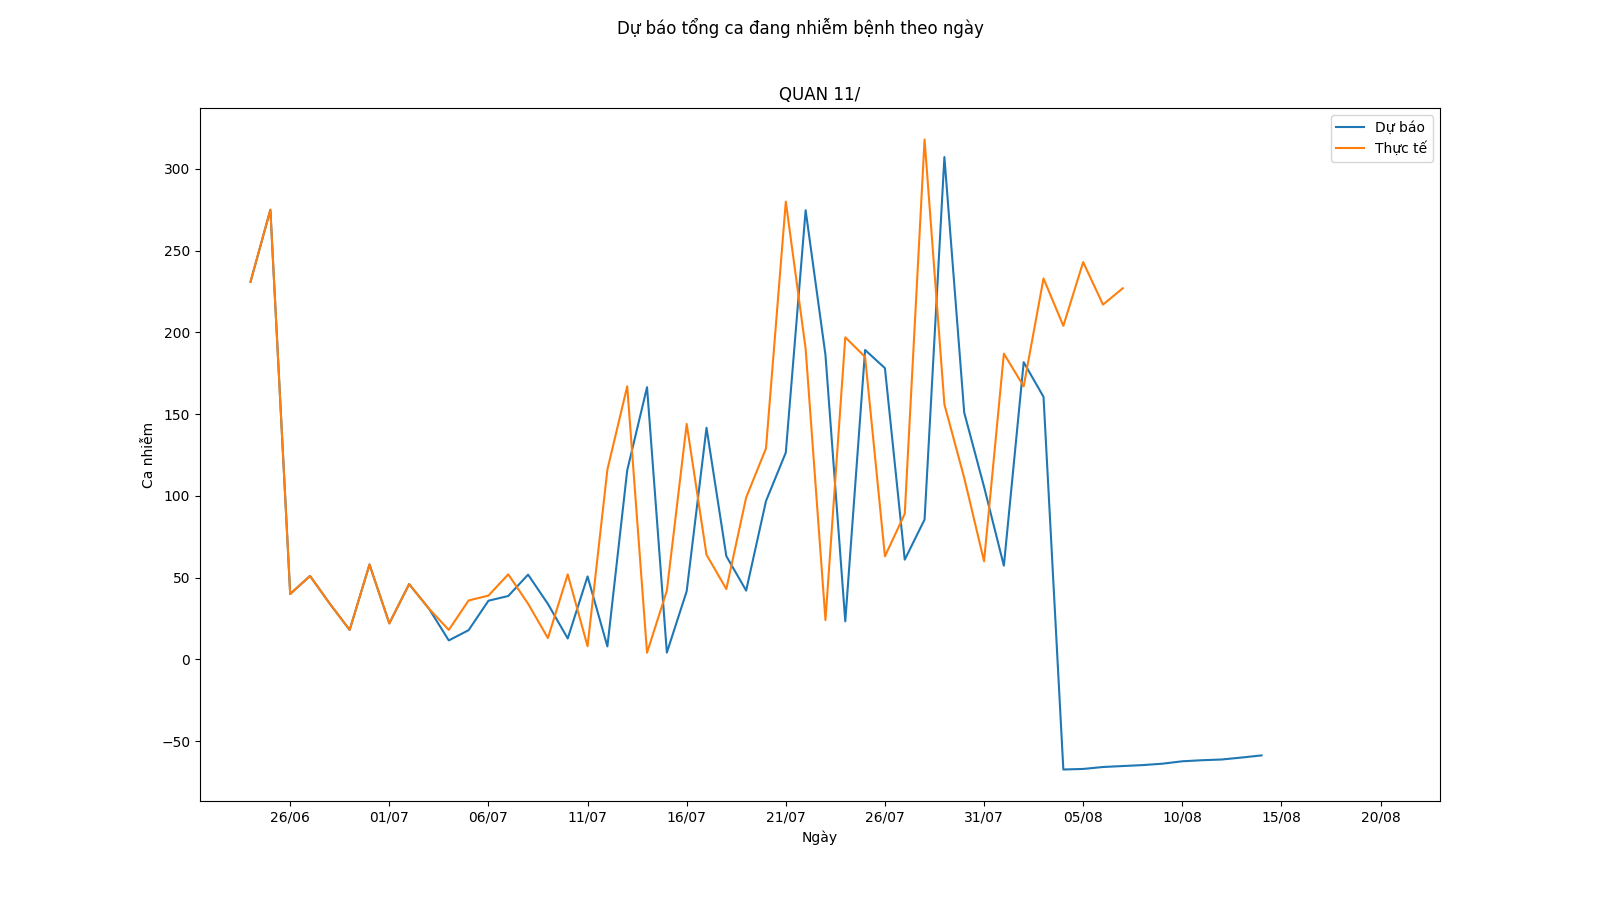 Dự báo tổng ca đang nhiễm bệnh theo ngày
QUAN 11/
Dự báo
Thực tế
300
250
200
150
100
50
0
−50
Ca nhiễm
26/06 01/07 06/07 11/07 16/07 21/07 26/07 31/07 05/08 10/08 15/08 20/08
Ngày